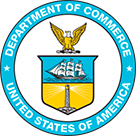 DEPARTMENT OF COMMERCE
UNITED STATES OF AMERICA